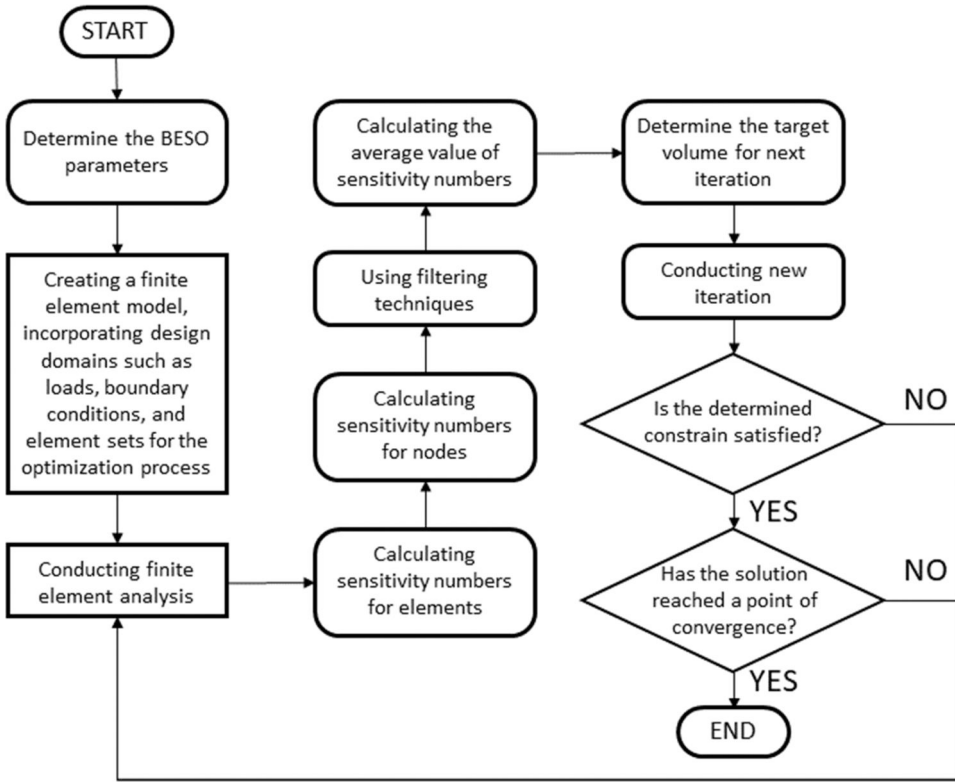 START
Determine the BESO
parameters
Creating a finite
element model,
incorporating design
domains such as
loads, boundary
conditions, and
element sets for the
optimization process
Conducting finite
element analysis
Calculating
sensitivity numbers
for elements
Calculating
sensitivity numbers
for nodes
Using filtering
techniques
Calculating the
average value of
sensitivity numbers
Determine the target
volume for next
iteration
Conducting new
iteration
Is the determined
constrain satisfied?
NO
YES
Has the solution
reached a point of
convergence?
NO
YES
END